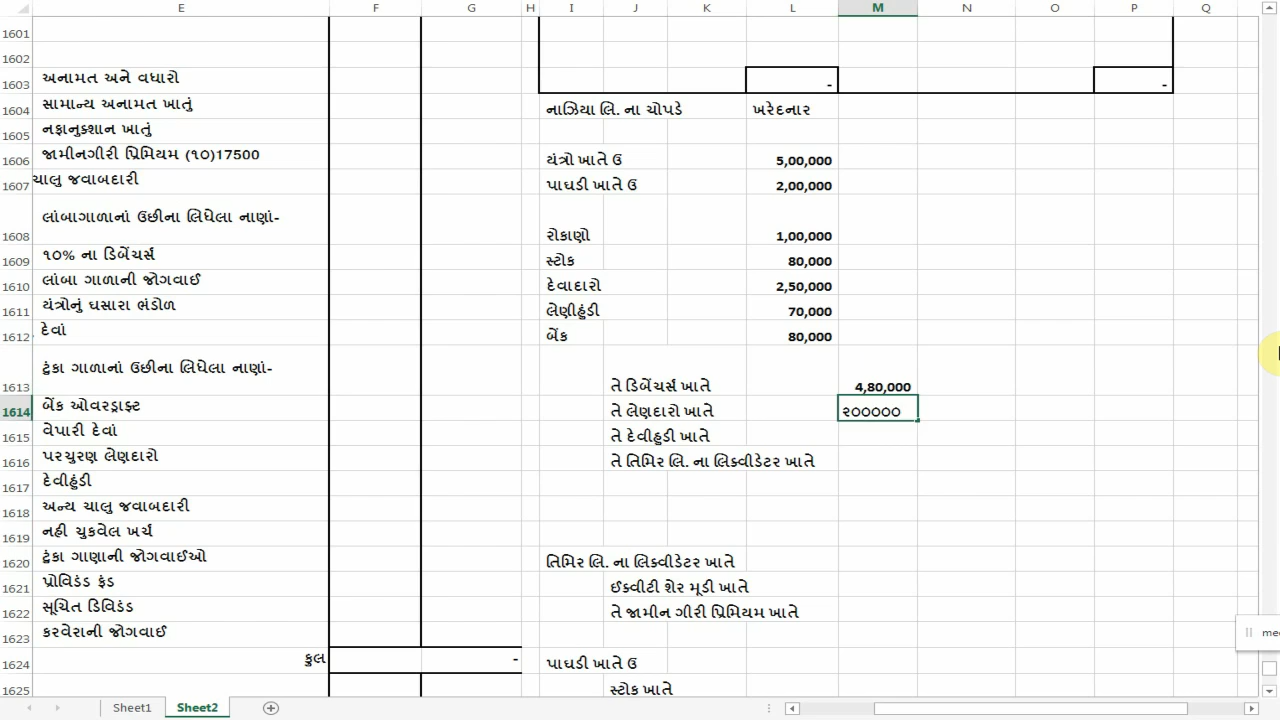 E F G H I J K L M N O P Q
1601
1602
1603 અનામત અને વધારો - -
1604 સામાન્ય અનામત ખાતું નાઝિયા લિ. ના ચોપડે ખરેદનાર
1605 નફાનુક્શાન ખાતું
1606 જામીનગીરી પ્રિમિયમ (૧૦)17500 યંત્રો ખાતે ઉ 5,00,000
1607 ચાલુ જવાબદારી પાઘડી ખાતે ઉ 2,00,000
1608 લાંબાગાળાનાં ઉછીના લિધેલા નાણાં- રોકાણો 1,00,000
1609 ૧૦% ના ડિબેંચર્સ સ્ટોક 80,000
1610 લાંબા ગાળાની જોગવાઈ દેવાદારો 2,50,000
1611 યંત્રોનું ઘસારા ભંડોળ લેણીહુંડી 70,000
1612 દેવાં બેંક 80,000
1613 ટુંકા ગાળાનાં ઉછીના લિધેલા નાણાં- તે ડિબેંચર્સ ખાતે 4,80,000
1614 બેંક ઓવરડ્રાફ્ટ તે લેણદારો ખાતે ૨૦૦૦૦૦
1615 વેપારી દેવાં તે દેવીહુડી ખાતે
1616 પરચુરણ લેણદારો તે તિમિર લિ. ના લિક્વીડેટર ખાતે
1617 દેવીહુંડી
1618 અન્ય ચાલુ જવાબદારી
1619 નહી ચુકવેલ ખર્ચ
1620 ટુંકા ગાણાની જોગવાઈઓ તિમિર લિ. ના લિક્વીડેટર ખાતે
1621 પ્રોવિડંડ ફંડ ઈક્વીટી શેર મૂડી ખાતે
1622 સૂચિત ડિવિડંડ તે જામીન ગીરી પ્રિમિયમ ખાતે
1623 કરવેરાની જોગવાઈ
1624 કુલ - પાઘડી ખાતે ઉ
1625 સ્ટોક ખાતે
Sheet1 Sheet2